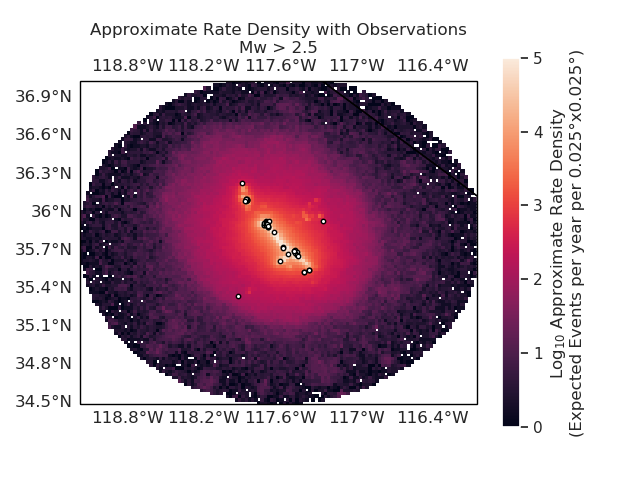 Approximate Rate Density with Observations
Mw > 2.5
118.8°W 118.2°W 117.6°W 117°W 116.4°W
36.9°N
36.6°N
36.3°N
36°N
35.7°N
35.4°N
35.1°N
34.8°N
34.5°N
118.8°W 118.2°W 117.6°W 117°W 116.4°W
5
4
3
2
1
0
Log₁₀ Approximate Rate Density
(Expected Events per year per 0.025°x0.025°)